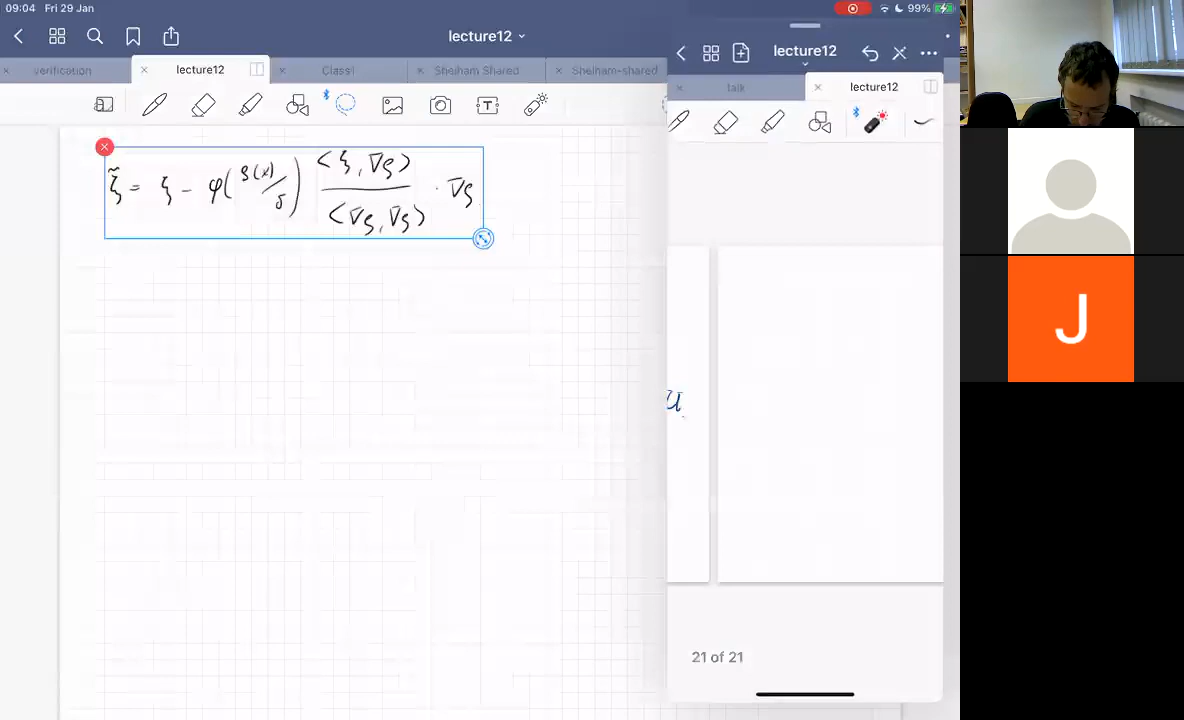 09:04 Fri 29 Jan
99%
lecture12
lecture12
verification
lecture12
Class1
Shelham Shared
Shelham-shared
talk
lecture12
ξ̃ = ξ - φ(ρ(x)/δ) <ξ, ∇ρ> / <∇ρ, ∇ρ> · ∇ρ
u
21 of 21
J